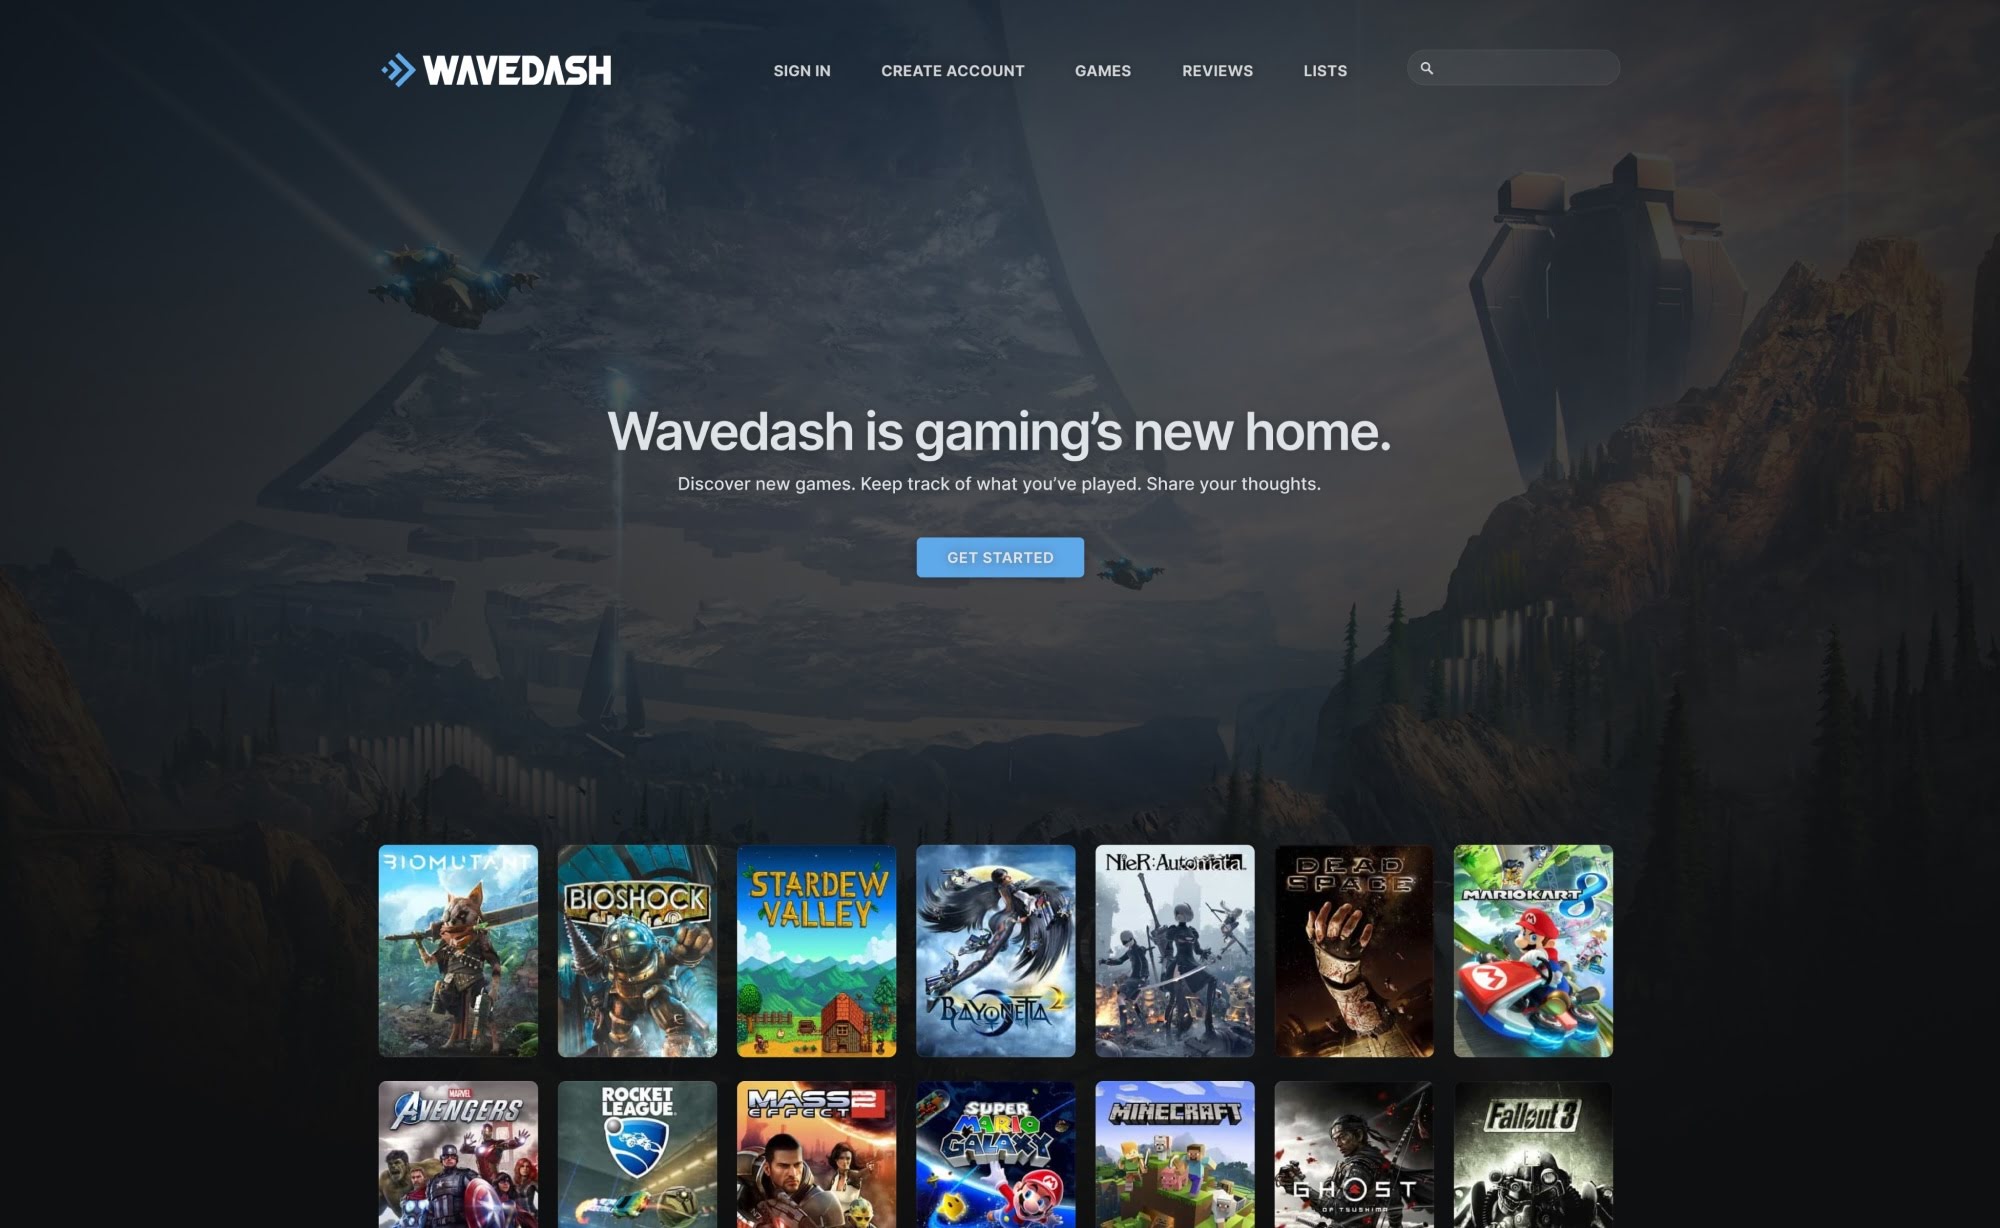 WAVEDASH
SIGN IN
CREATE ACCOUNT
GAMES
REVIEWS
LISTS
Wavedash is gaming’s new home.
Discover new games. Keep track of what you’ve played. Share your thoughts.
GET STARTED
BIOMUTANT
BIOSHOCK
STARDEW
VALLEY
BAYONETTA 2
NieR:Automata
DEAD
SPACE
MARIOKART 8
MARVEL
AVENGERS
ROCKET
LEAGUE
MASS 2
EFFECT
N7
SUPER
MARIO
GALAXY
MINECRAFT
GHOST
OF TSUSHIMA
Fallout 3